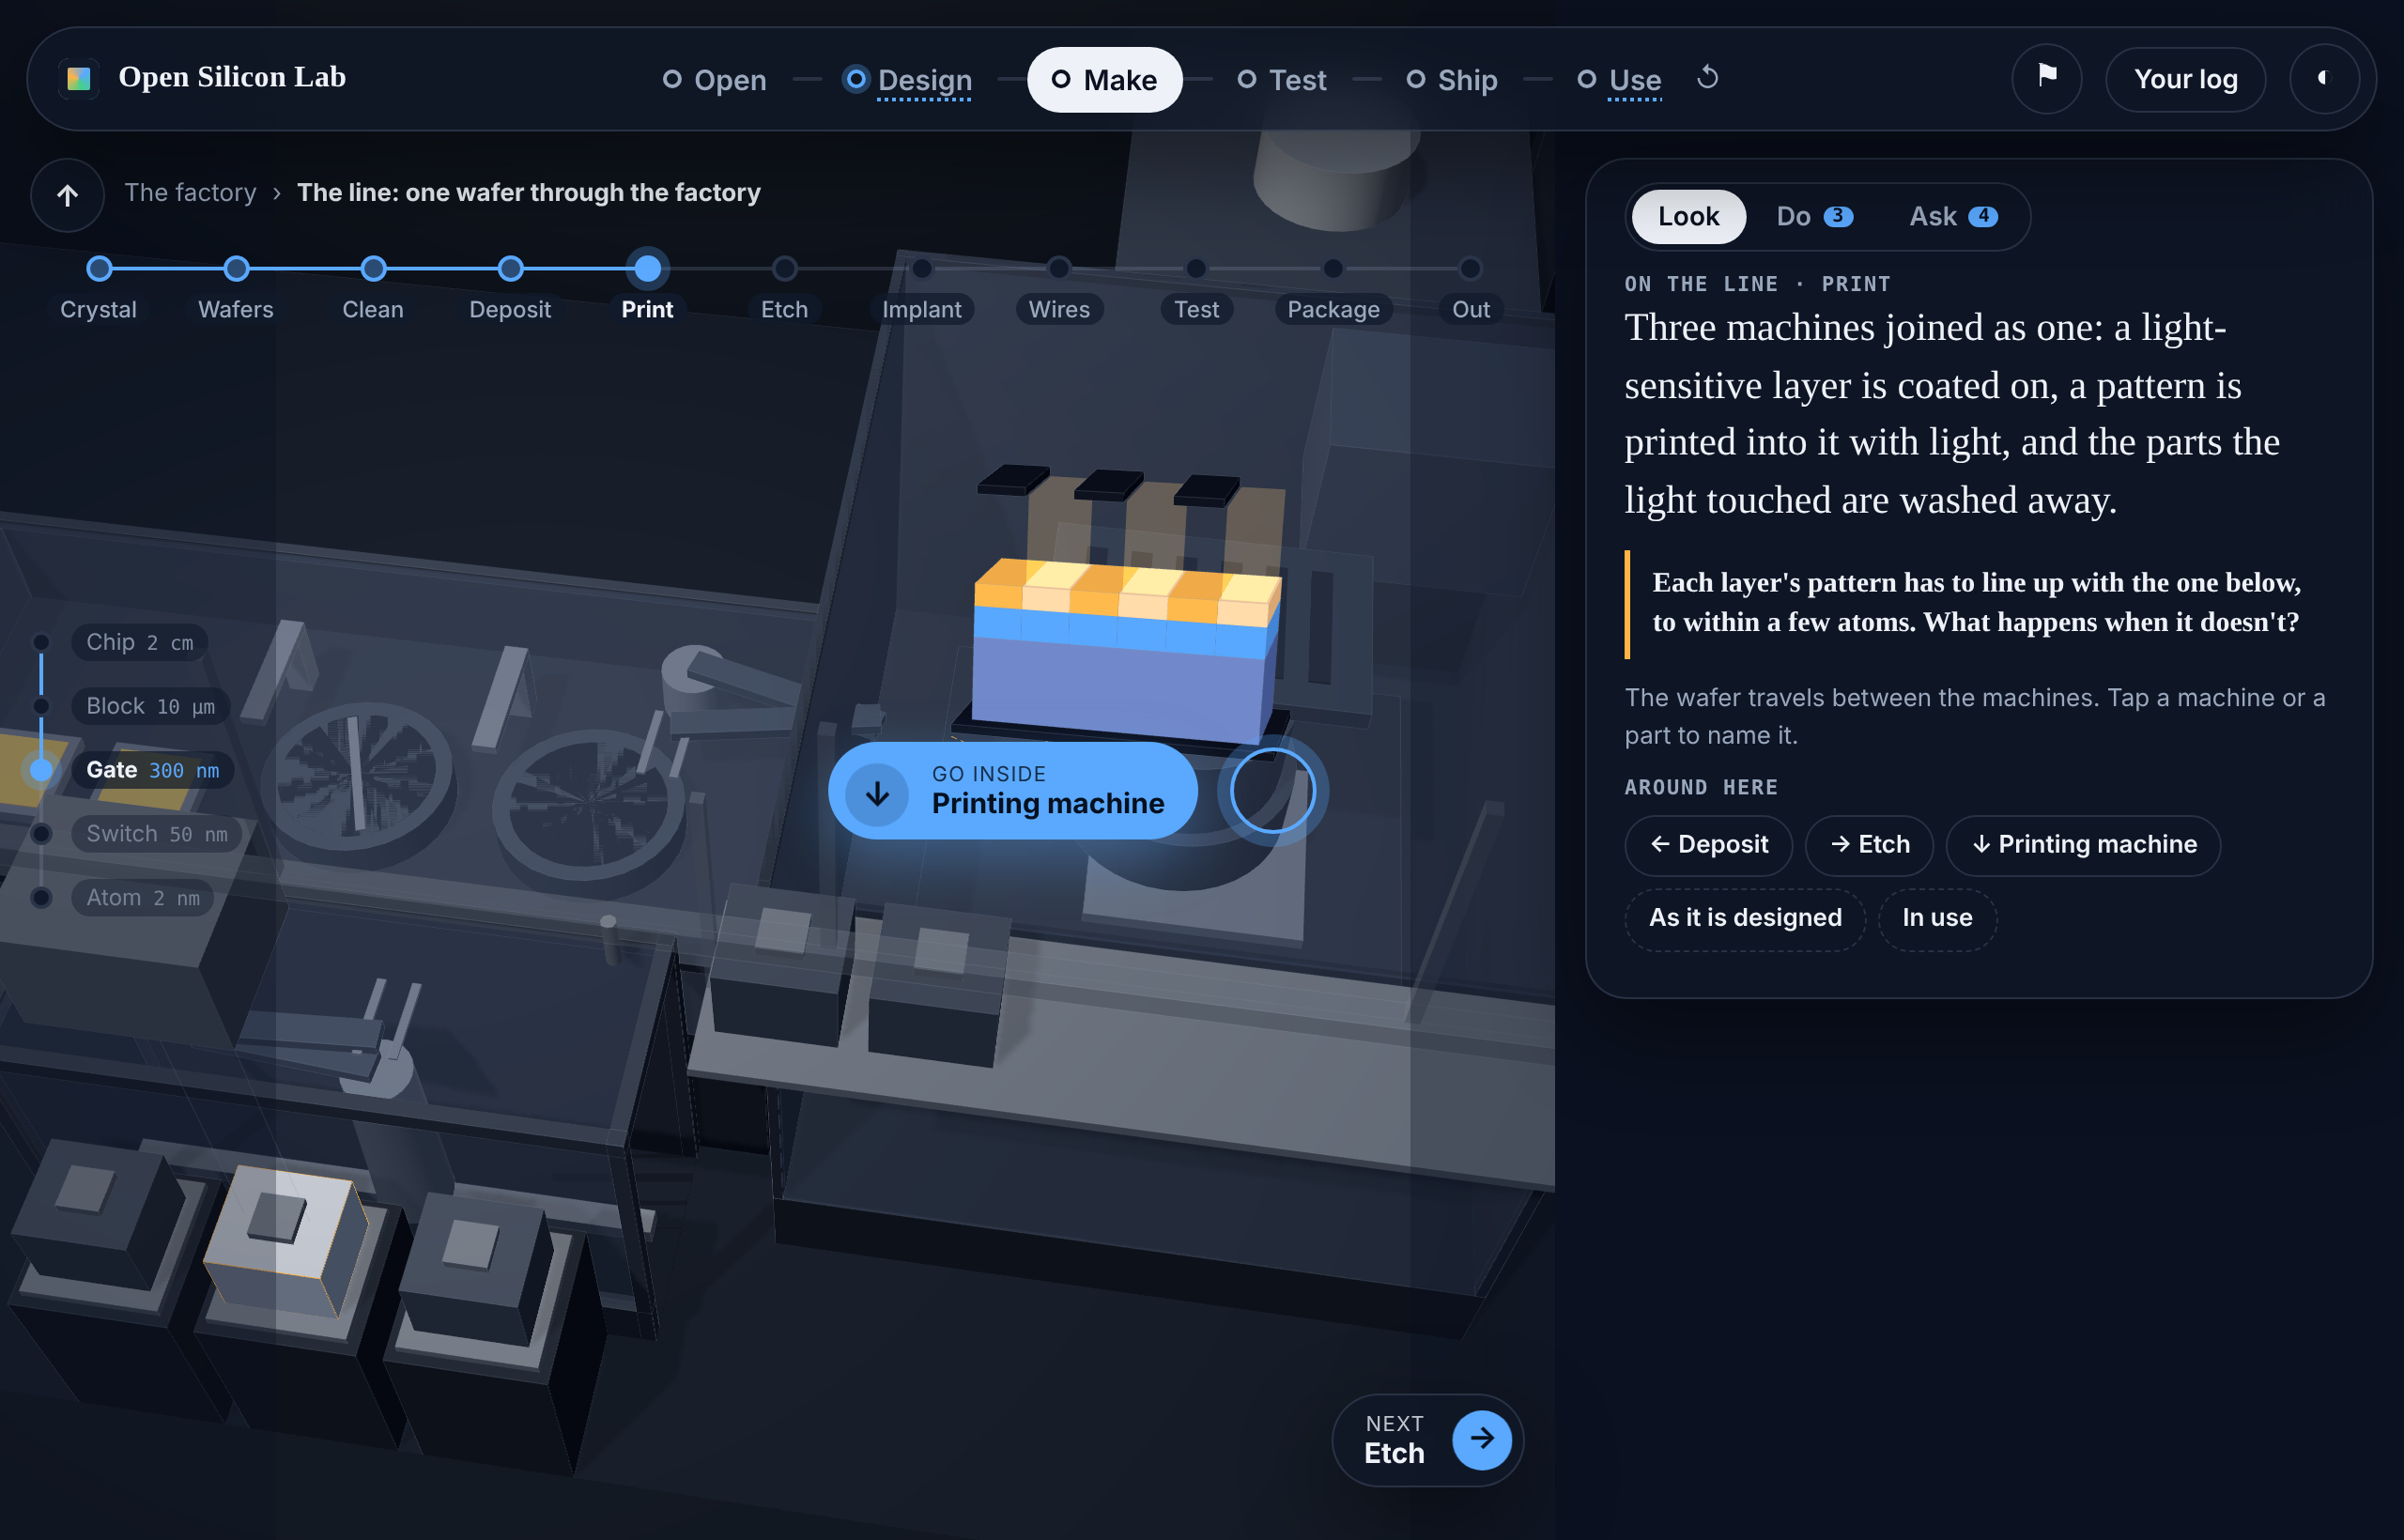 Open Silicon Lab
Open
Design
Make
Test
Ship
Use
Your log
The factory › The line: one wafer through the factory
Crystal
Wafers
Clean
Deposit
Print
Etch
Implant
Wires
Test
Package
Out
Chip 2 cm
Block 10 µm
Gate 300 nm
Switch 50 nm
Atom 2 nm
GO INSIDE
Printing machine
NEXT
Etch
Look
Do 3
Ask 4
ON THE LINE · PRINT
Three machines joined as one: a light-
sensitive layer is coated on, a pattern is
printed into it with light, and the parts the
light touched are washed away.
Each layer's pattern has to line up with the one below,
to within a few atoms. What happens when it doesn't?
The wafer travels between the machines. Tap a machine or a
part to name it.
AROUND HERE
← Deposit
→ Etch
↓ Printing machine
As it is designed
In use